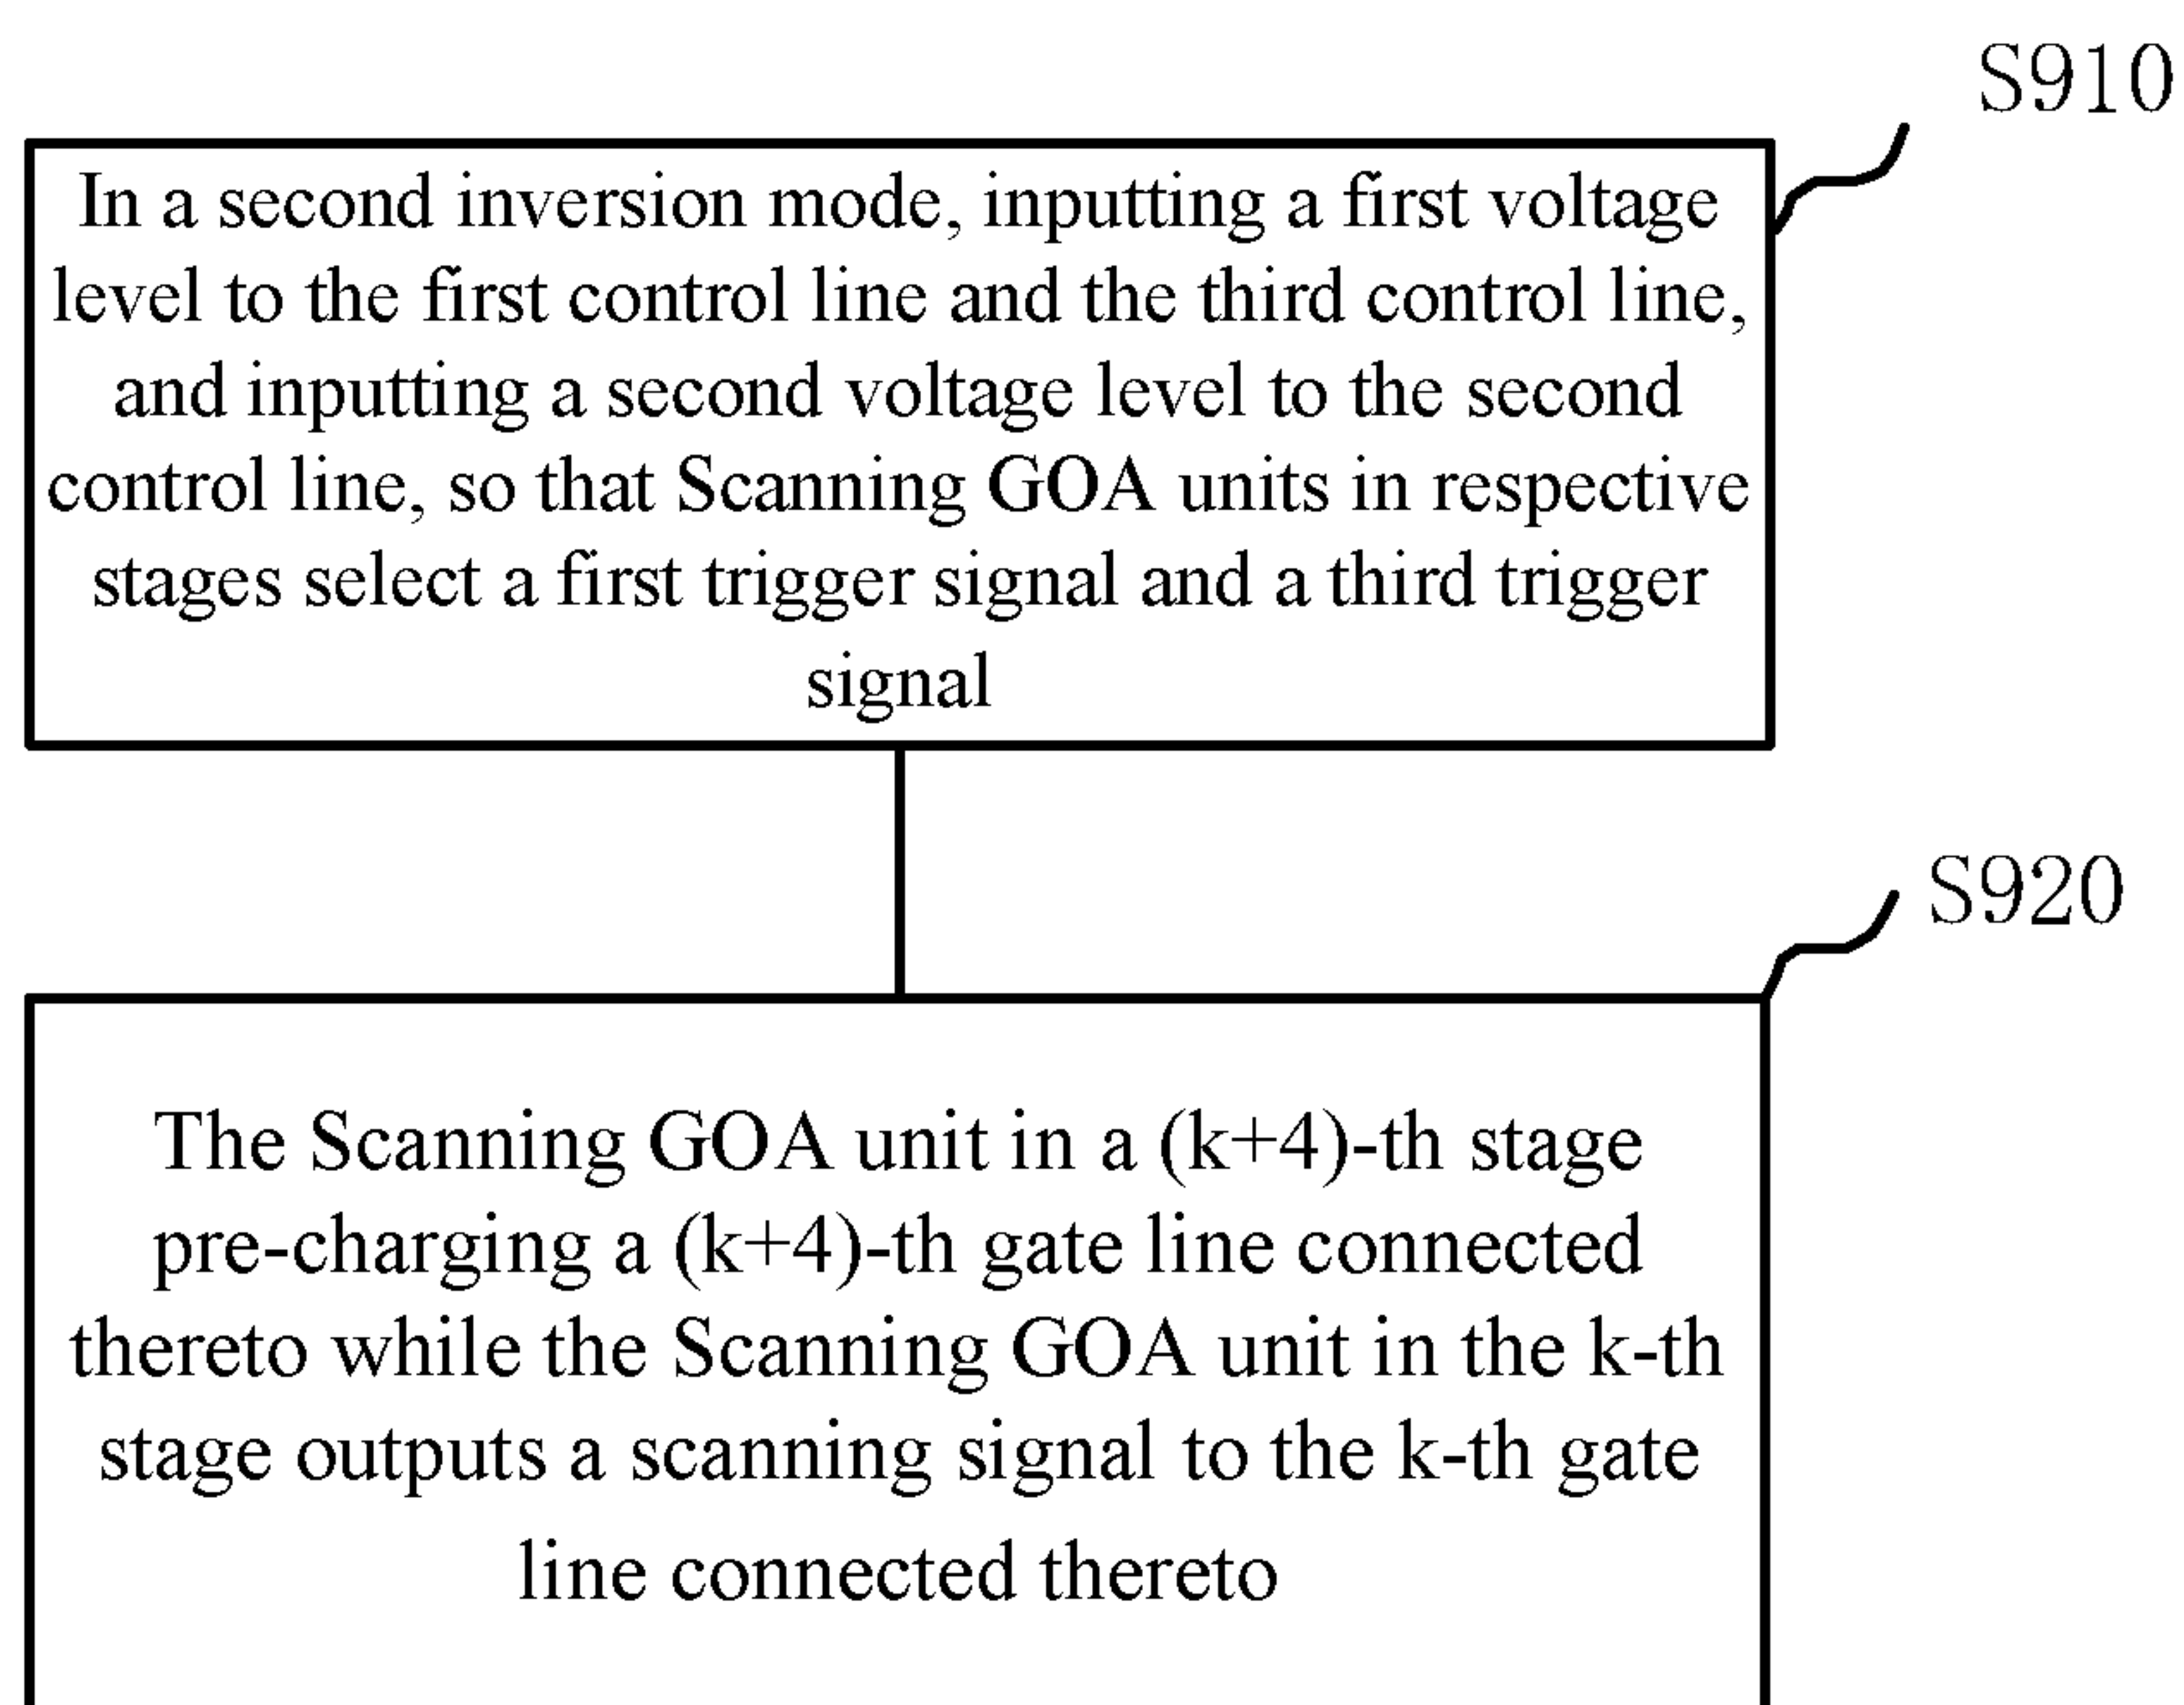 S910
In a second inversion mode, inputting a first voltage
level to the first control line and the third control line,
and inputting a second voltage level to the second
control line, so that Scanning GOA units in respective
stages select a first trigger signal and a third trigger
signal
S920
The Scanning GOA unit in a (k+4)-th stage
pre-charging a (k+4)-th gate line connected
thereto while the Scanning GOA unit in the k-th
stage outputs a scanning signal to the k-th gate
line connected thereto